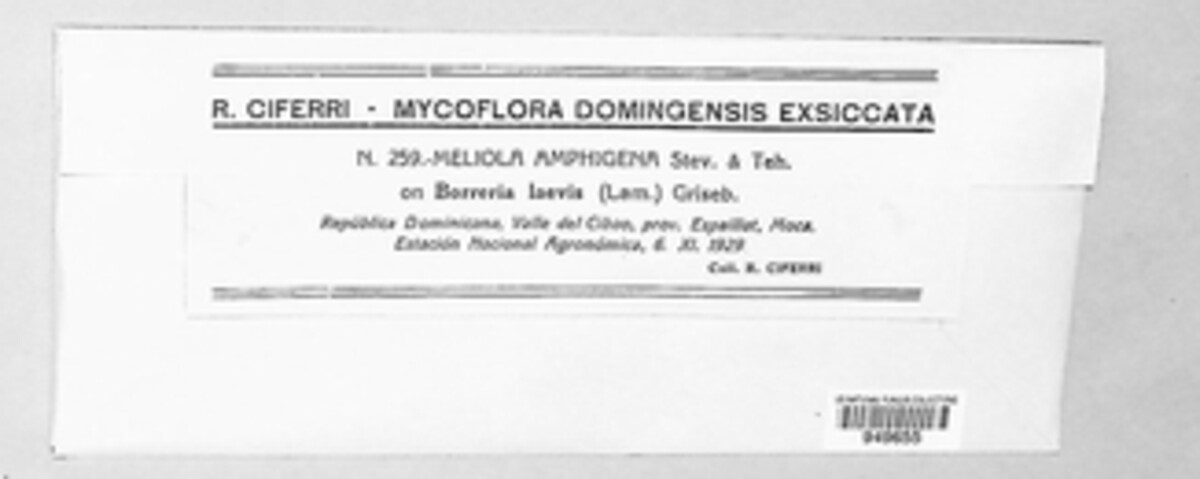 R. CIFERRI - MYCOFLORA DOMINGENSIS EXSICCATA
N. 259.-MELIOLA AMPHIGENA Stev. & Teh.
on Borreria laevis (Lam.) Griseb.
República Dominicana, Valle del Cibao, prov. Espaillat, Moca.
Estación Nacional Agronómica, 6. XI. 1929
Coll. R. CIFERRI
949655